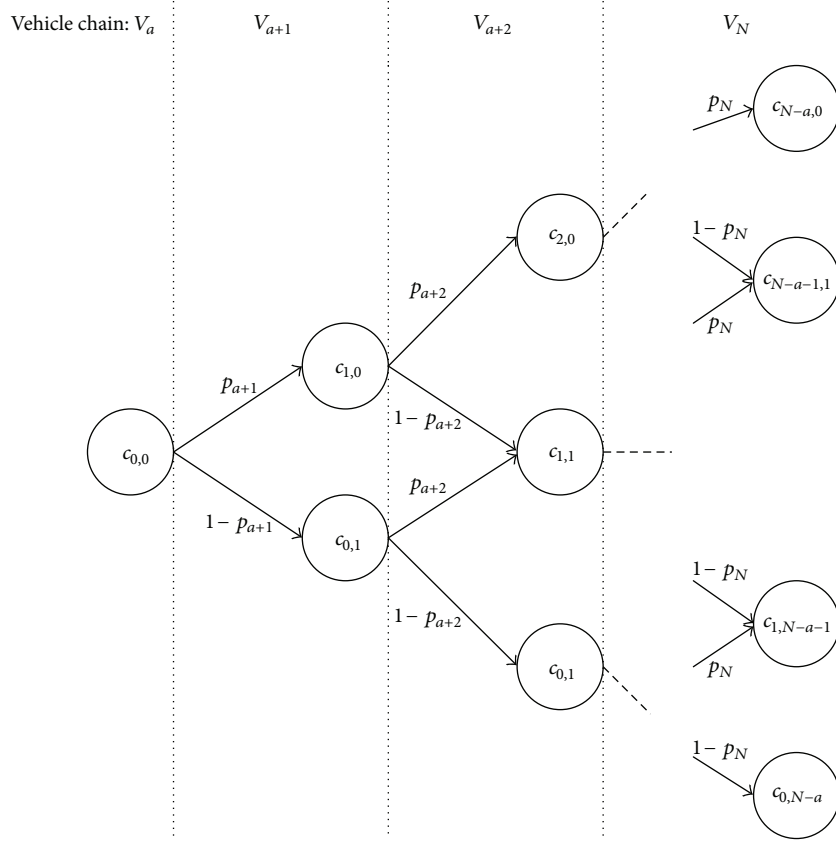 Vehicle chain: V_a
V_{a+1}
V_{a+2}
V_N
p_N
c_{N−a,0}
1 − p_N
c_{2,0}
c_{N−a−1,1}
p_{a+2}
p_N
c_{1,0}
p_{a+1}
1 − p_{a+2}
c_{0,0}
c_{1,1}
p_{a+2}
1 − p_{a+1}
c_{0,1}
1 − p_N
1 − p_{a+2}
c_{1,N−a−1}
c_{0,1}
p_N
1 − p_N
c_{0,N−a}